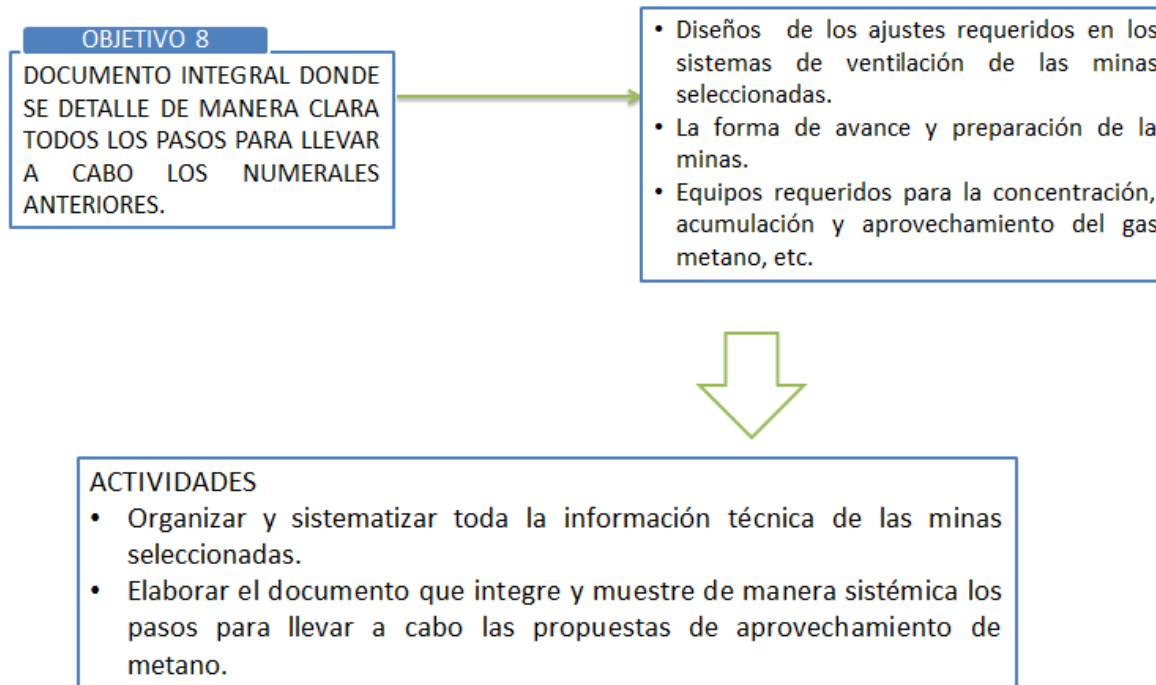 OBJETIVO 8
DOCUMENTO INTEGRAL DONDE
SE DETALLE DE MANERA CLARA
TODOS LOS PASOS PARA LLEVAR
A CABO LOS NUMERALES
ANTERIORES.
• Diseños de los ajustes requeridos en los
sistemas de ventilación de las minas
seleccionadas.
• La forma de avance y preparación de la
minas.
• Equipos requeridos para la concentración,
acumulación y aprovechamiento del gas
metano, etc.
ACTIVIDADES
• Organizar y sistematizar toda la información técnica de las minas
seleccionadas.
• Elaborar el documento que integre y muestre de manera sistémica los
pasos para llevar a cabo las propuestas de aprovechamiento de
metano.